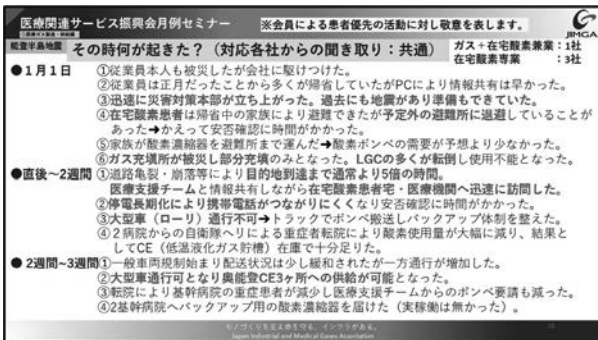 医療関連サービス振興会月例セミナー ※会員による患者優先の活動に対し敬意を表します。
JIMGA
能登半島地震 その時何が起きた？（対応各社からの聞き取り：共通） ガス＋在宅酸素兼業：1社
在宅酸素専業 ：3社
●1月1日 ①従業員本人も被災したが会社に駆けつけた。
②従業員は正月だったことから多くが帰省していたがPCにより情報共有は早かった。
③迅速に災害対策本部が立ち上がった。過去にも地震があり準備もできていた。
④在宅酸素患者は帰省中の家族により避難できたが予定外の避難所に退避していることが
あった➔かえって安否確認に時間がかかった。
⑤家族が酸素濃縮器を避難所まで運んだ➔酸素ボンベの需要が予想より少なかった。
⑥ガス充填所が被災し部分充填のみとなった。LGCの多くが転倒し使用不能となった。
●直後～2週間 ①道路亀裂・崩落等により目的地到達まで通常より5倍の時間。
医療支援チームと情報共有しながら在宅酸素患者宅・医療機関へ迅速に訪問した。
②停電長期化により携帯電話がつながりにくくなり安否確認に時間がかかった。
③大型車（ローリ）通行不可➔トラックでボンベ搬送しバックアップ体制を整えた。
④２病院からの自衛隊ヘリによる重症者転院により酸素使用量が大幅に減り、結果と
してCE（低温液化ガス貯槽）在庫で十分足りた。
●2週間～3週間①一般車両規制始まり配送状況は少し緩和されたが一方通行が増加した。
②大型車通行可となり奥能登CE3ヶ所への供給が可能となった。
③転院により基幹病院の重症患者が減少し医療支援チームからのボンベ要請も減った。
④2基幹病院へバックアップ用の酸素濃縮器を届けた（実稼働は無かった）。
モノづくりを支え命を守る、インフラがある。
Japan Industrial and Medical Gases Association